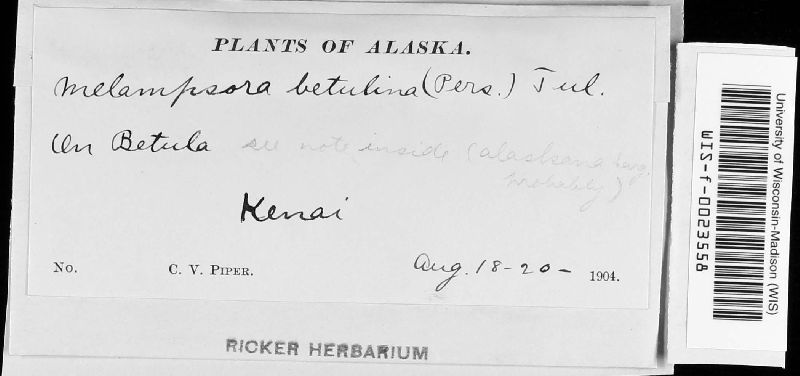 PLANTS OF ALASKA.
Melampsora betulina (Pers.) Tul.
On Betula see note inside (alaskana Sarg.
probably)
Kenai
No. C. V. PIPER. Aug. 18-20- 1904.
RICKER HERBARIUM
University of Wisconsin-Madison (WIS)
WIS-f-0023558